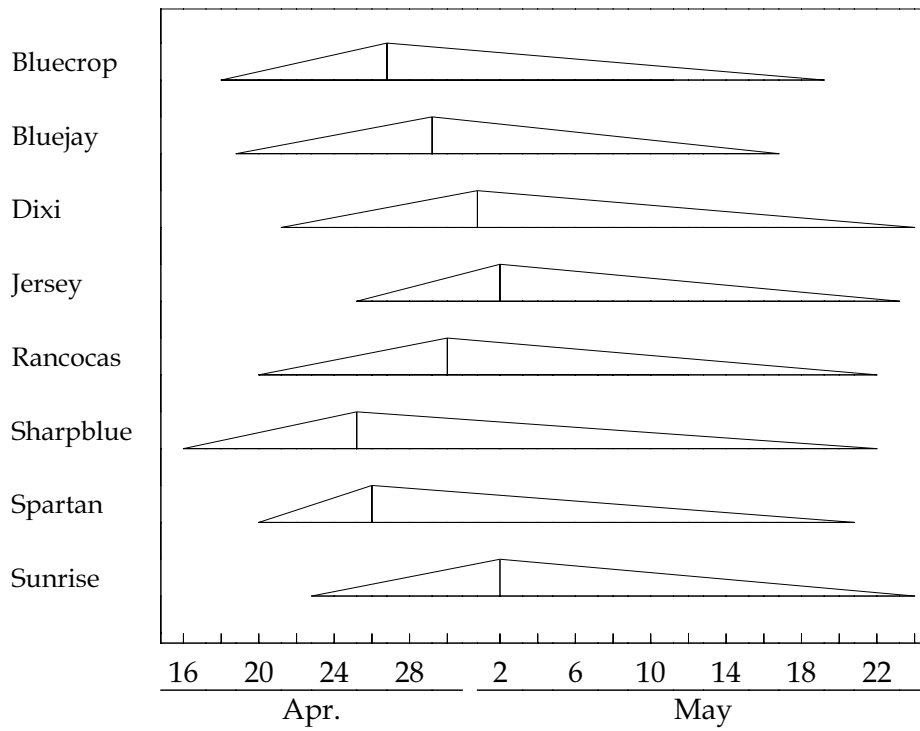 Bluecrop
Bluejay
Dixi
Jersey
Rancocas
Sharpblue
Spartan
Sunrise
16 20 24 28 2 6 10 14 18 22
Apr. May